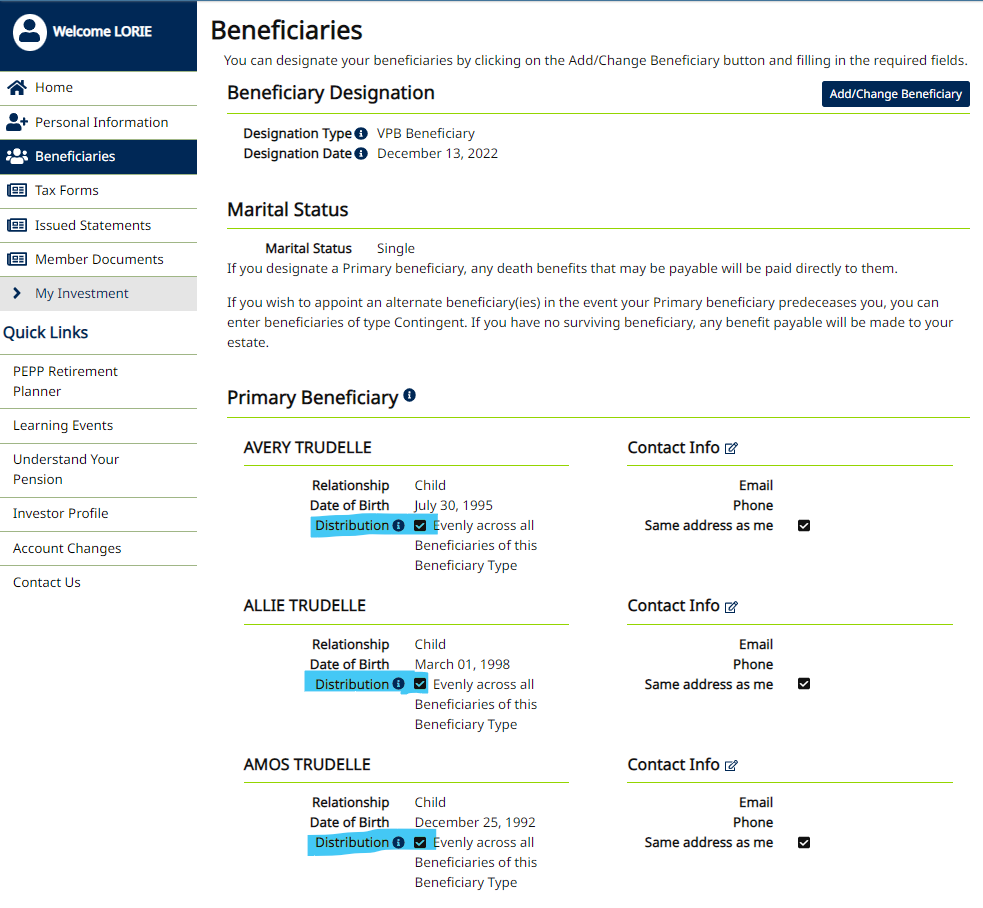 Welcome LORIE
Home
Personal Information
Beneficiaries
Tax Forms
Issued Statements
Member Documents
My Investment
Quick Links
PEPP Retirement
Planner
Learning Events
Understand Your
Pension
Investor Profile
Account Changes
Contact Us
Beneficiaries
You can designate your beneficiaries by clicking on the Add/Change Beneficiary button and filling in the required fields.
Beneficiary Designation
Add/Change Beneficiary
Designation Type VPB Beneficiary
Designation Date December 13, 2022
Marital Status
Marital Status Single
If you designate a Primary beneficiary, any death benefits that may be payable will be paid directly to them.
If you wish to appoint an alternate beneficiary(ies) in the event your Primary beneficiary predeceases you, you can
enter beneficiaries of type Contingent. If you have no surviving beneficiary, any benefit payable will be made to your
estate.
Primary Beneficiary
AVERY TRUDELLE
Relationship Child
Date of Birth July 30, 1995
Distribution Evenly across all
Beneficiaries of this
Beneficiary Type
Contact Info
Email
Phone
Same address as me
ALLIE TRUDELLE
Relationship Child
Date of Birth March 01, 1998
Distribution Evenly across all
Beneficiaries of this
Beneficiary Type
Contact Info
Email
Phone
Same address as me
AMOS TRUDELLE
Relationship Child
Date of Birth December 25, 1992
Distribution Evenly across all
Beneficiaries of this
Beneficiary Type
Contact Info
Email
Phone
Same address as me